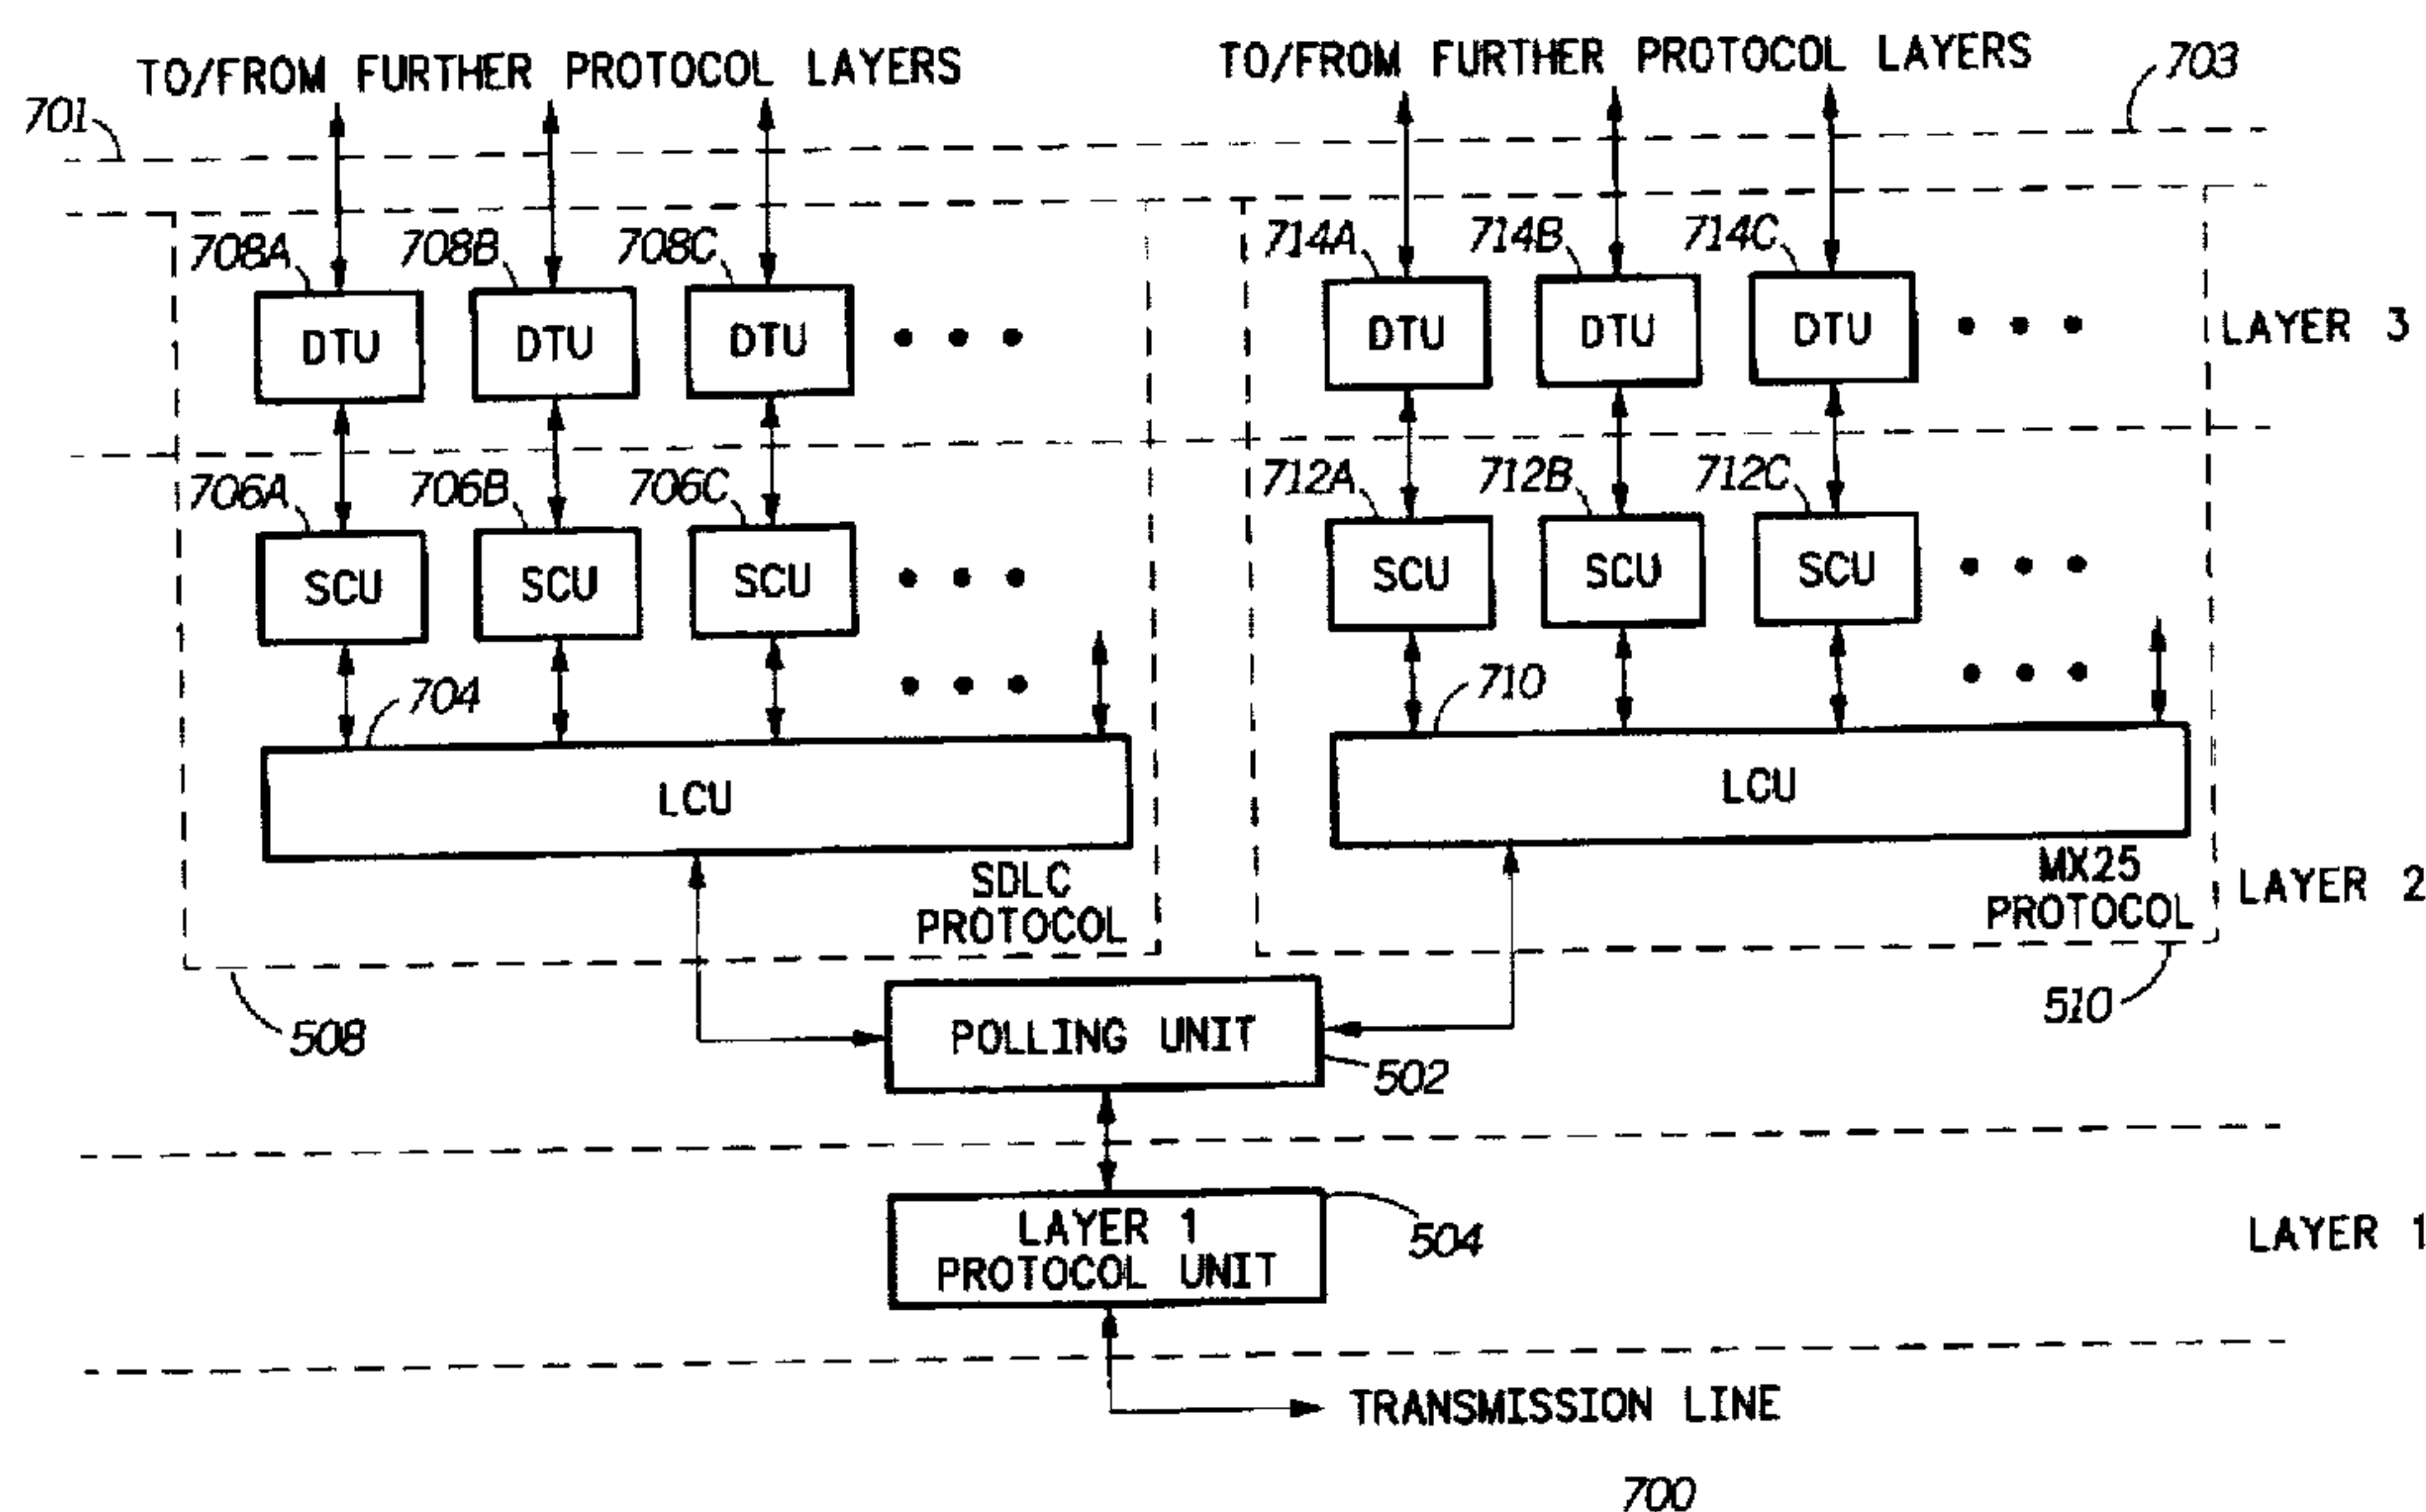 TO/FROM FURTHER PROTOCOL LAYERS
TO/FROM FURTHER PROTOCOL LAYERS
701
703
708A
708B
708C
714A
714B
714C
DTU
DTU
DTU
DTU
DTU
DTU
LAYER 3
706A
706B
706C
712A
712B
712C
SCU
SCU
SCU
SCU
SCU
SCU
704
710
LCU
LCU
SDLC
PROTOCOL
MX25
PROTOCOL
LAYER 2
508
POLLING UNIT
502
510
LAYER 1
PROTOCOL UNIT
504
LAYER 1
TRANSMISSION LINE
700